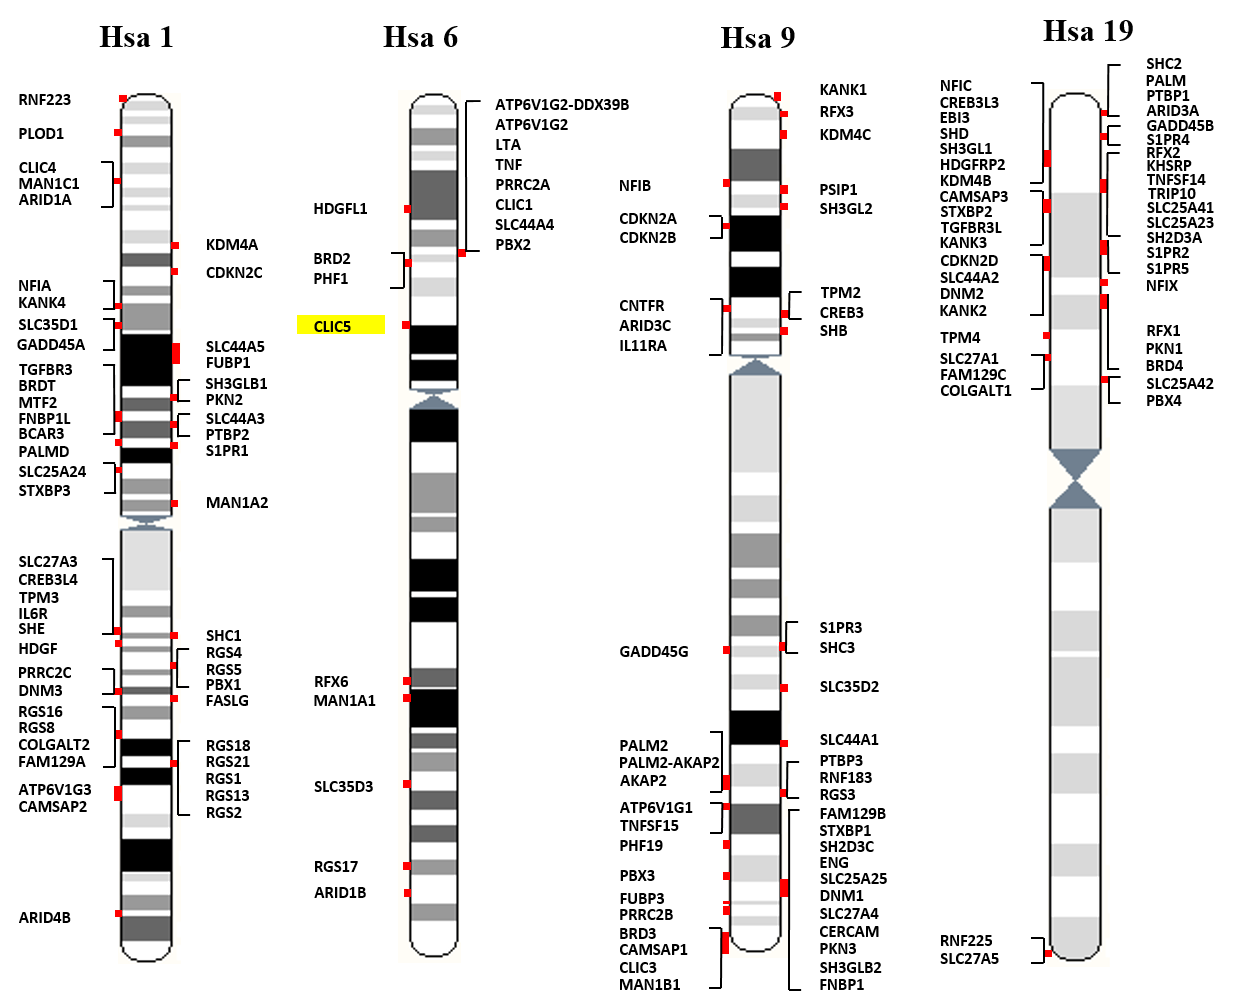 Hsa 1
RNF223
PLOD1
CLIC4
MAN1C1
ARID1A
NFIA
KANK4
SLC35D1
GADD45A
TGFBR3
BRDT
MTF2
FNBP1L
BCAR3
PALMD
SLC25A24
STXBP3
SLC27A3
CREB3L4
TPM3
IL6R
SHE
HDGF
PRRC2C
DNM3
RGS16
RGS8
COLGALT2
FAM129A
ATP6V1G3
CAMSAP2
ARID4B
KDM4A
CDKN2C
SLC44A5
FUBP1
SH3GLB1
PKN2
SLC44A3
PTBP2
S1PR1
MAN1A2
SHC1
RGS4
RGS5
PBX1
FASLG
RGS18
RGS21
RGS1
RGS13
RGS2
Hsa 6
HDGFL1
BRD2
PHF1
CLIC5
RFX6
MAN1A1
SLC35D3
RGS17
ARID1B
ATP6V1G2-DDX39B
ATP6V1G2
LTA
TNF
PRRC2A
CLIC1
SLC44A4
PBX2
Hsa 9
NFIB
CDKN2A
CDKN2B
CNTFR
ARID3C
IL11RA
GADD45G
PALM2
PALM2-AKAP2
AKAP2
ATP6V1G1
TNFSF15
PHF19
PBX3
FUBP3
PRRC2B
BRD3
CAMSAP1
CLIC3
MAN1B1
KANK1
RFX3
KDM4C
PSIP1
SH3GL2
TPM2
CREB3
SHB
S1PR3
SHC3
SLC35D2
SLC44A1
PTBP3
RNF183
RGS3
FAM129B
STXBP1
SH2D3C
ENG
SLC25A25
DNM1
SLC27A4
CERCAM
PKN3
SH3GLB2
FNBP1
Hsa 19
NFIC
CREB3L3
EBI3
SHD
SH3GL1
HDGFRP2
KDM4B
CAMSAP3
STXBP2
TGFBR3L
KANK3
CDKN2D
SLC44A2
DNM2
KANK2
TPM4
SLC27A1
FAM129C
COLGALT1
RNF225
SLC27A5
SHC2
PALM
PTBP1
ARID3A
GADD45B
S1PR4
RFX2
KHSRP
TNFSF14
TRIP10
SLC25A41
SLC25A23
SH2D3A
S1PR2
S1PR5
NFIX
RFX1
PKN1
BRD4
SLC25A42
PBX4